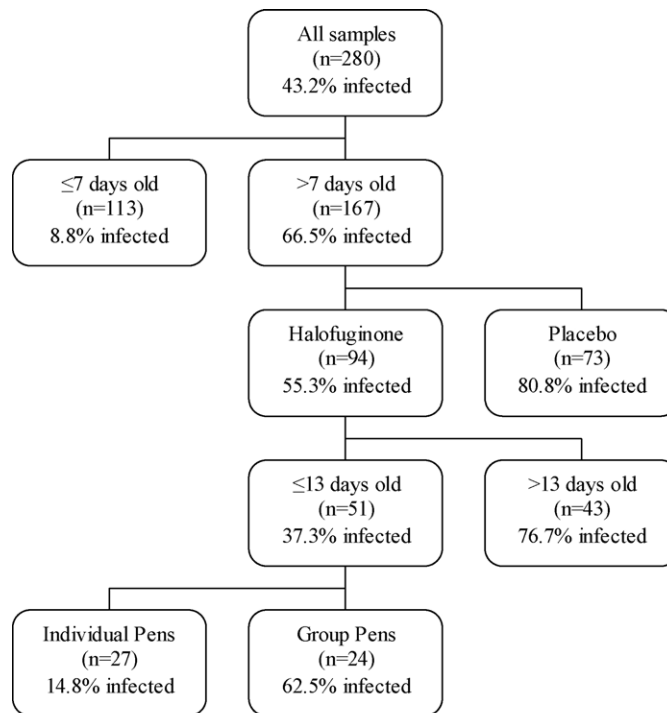 All samples
(n=280)
43.2% infected
≤7 days old
(n=113)
8.8% infected
>7 days old
(n=167)
66.5% infected
Halofuginone
(n=94)
55.3% infected
Placebo
(n=73)
80.8% infected
≤13 days old
(n=51)
37.3% infected
>13 days old
(n=43)
76.7% infected
Individual Pens
(n=27)
14.8% infected
Group Pens
(n=24)
62.5% infected